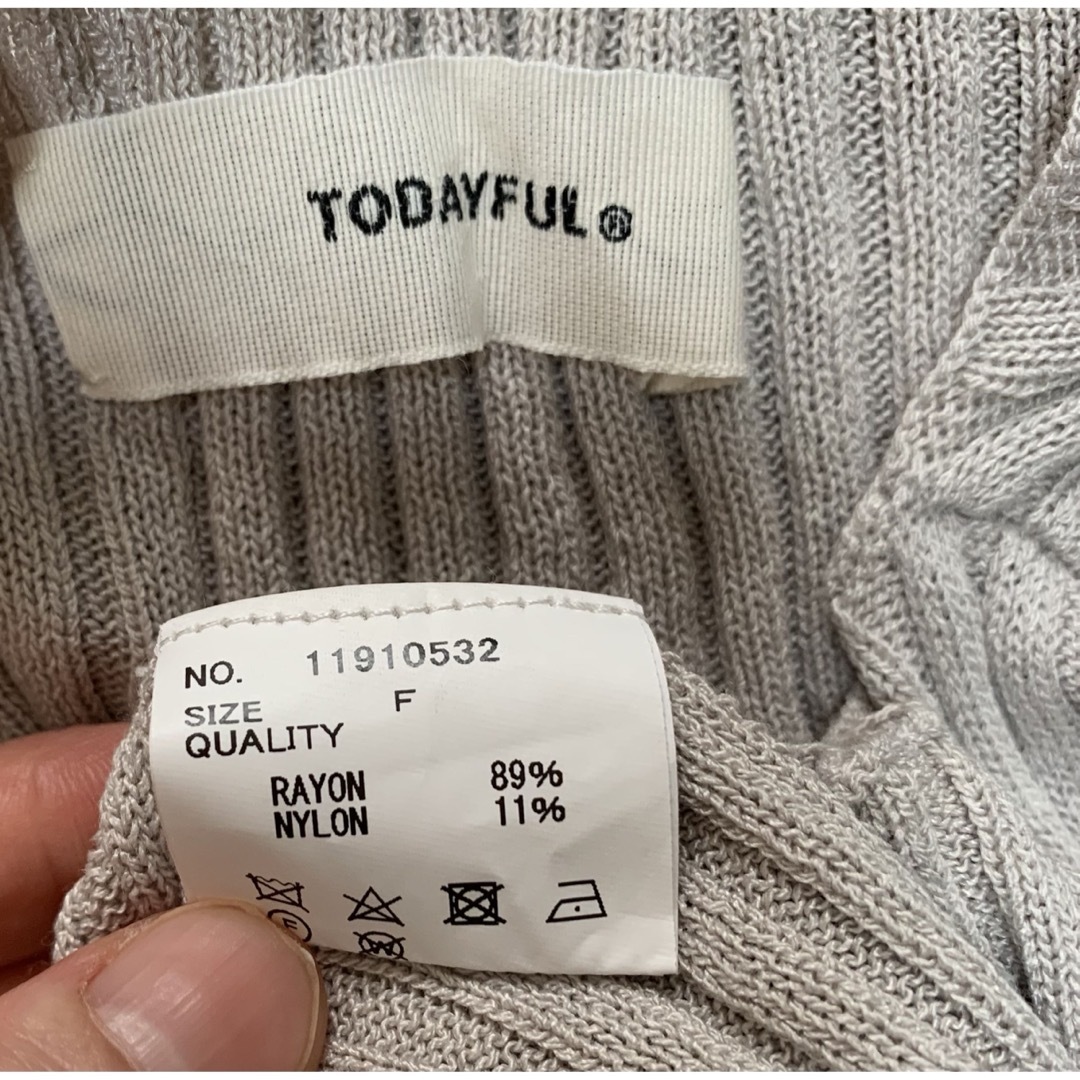 TODAYFUL®
NO. 11910532
SIZE F
QUALITY
RAYON 89%
NYLON 11%
F
W